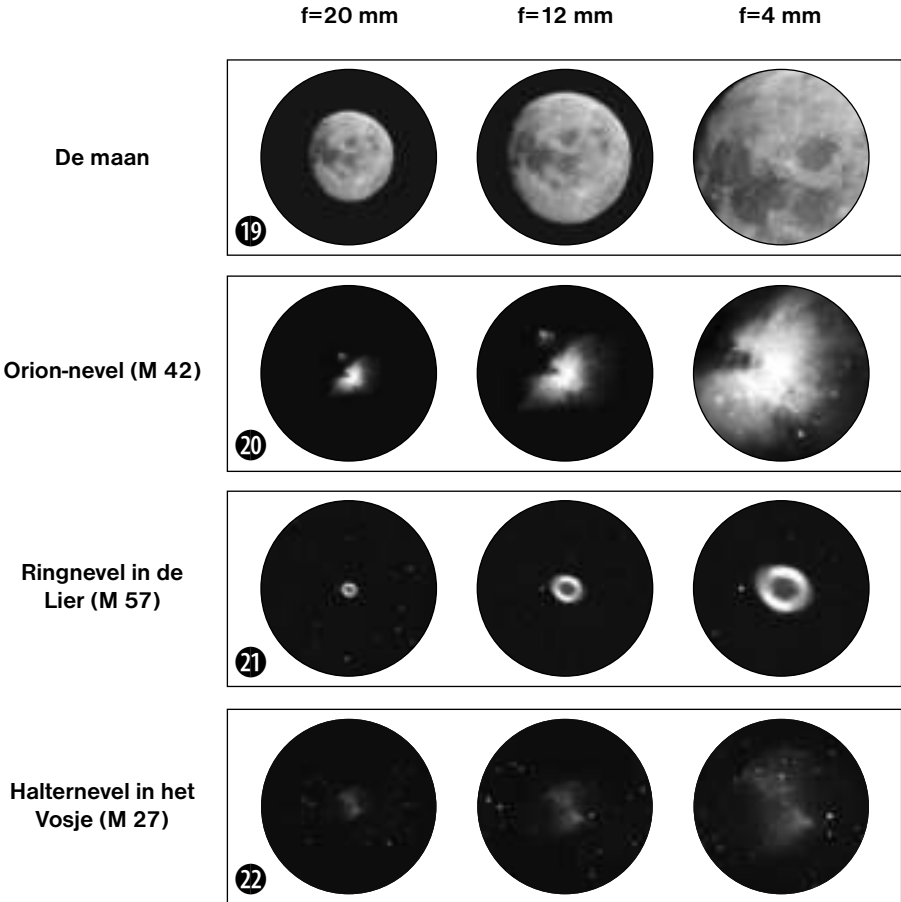 f=20 mm f=12 mm f=4 mm
De maan
19
Orion-nevel (M 42)
20
Ringnevel in de
Lier (M 57)
21
Halternevel in het
Vosje (M 27)
22